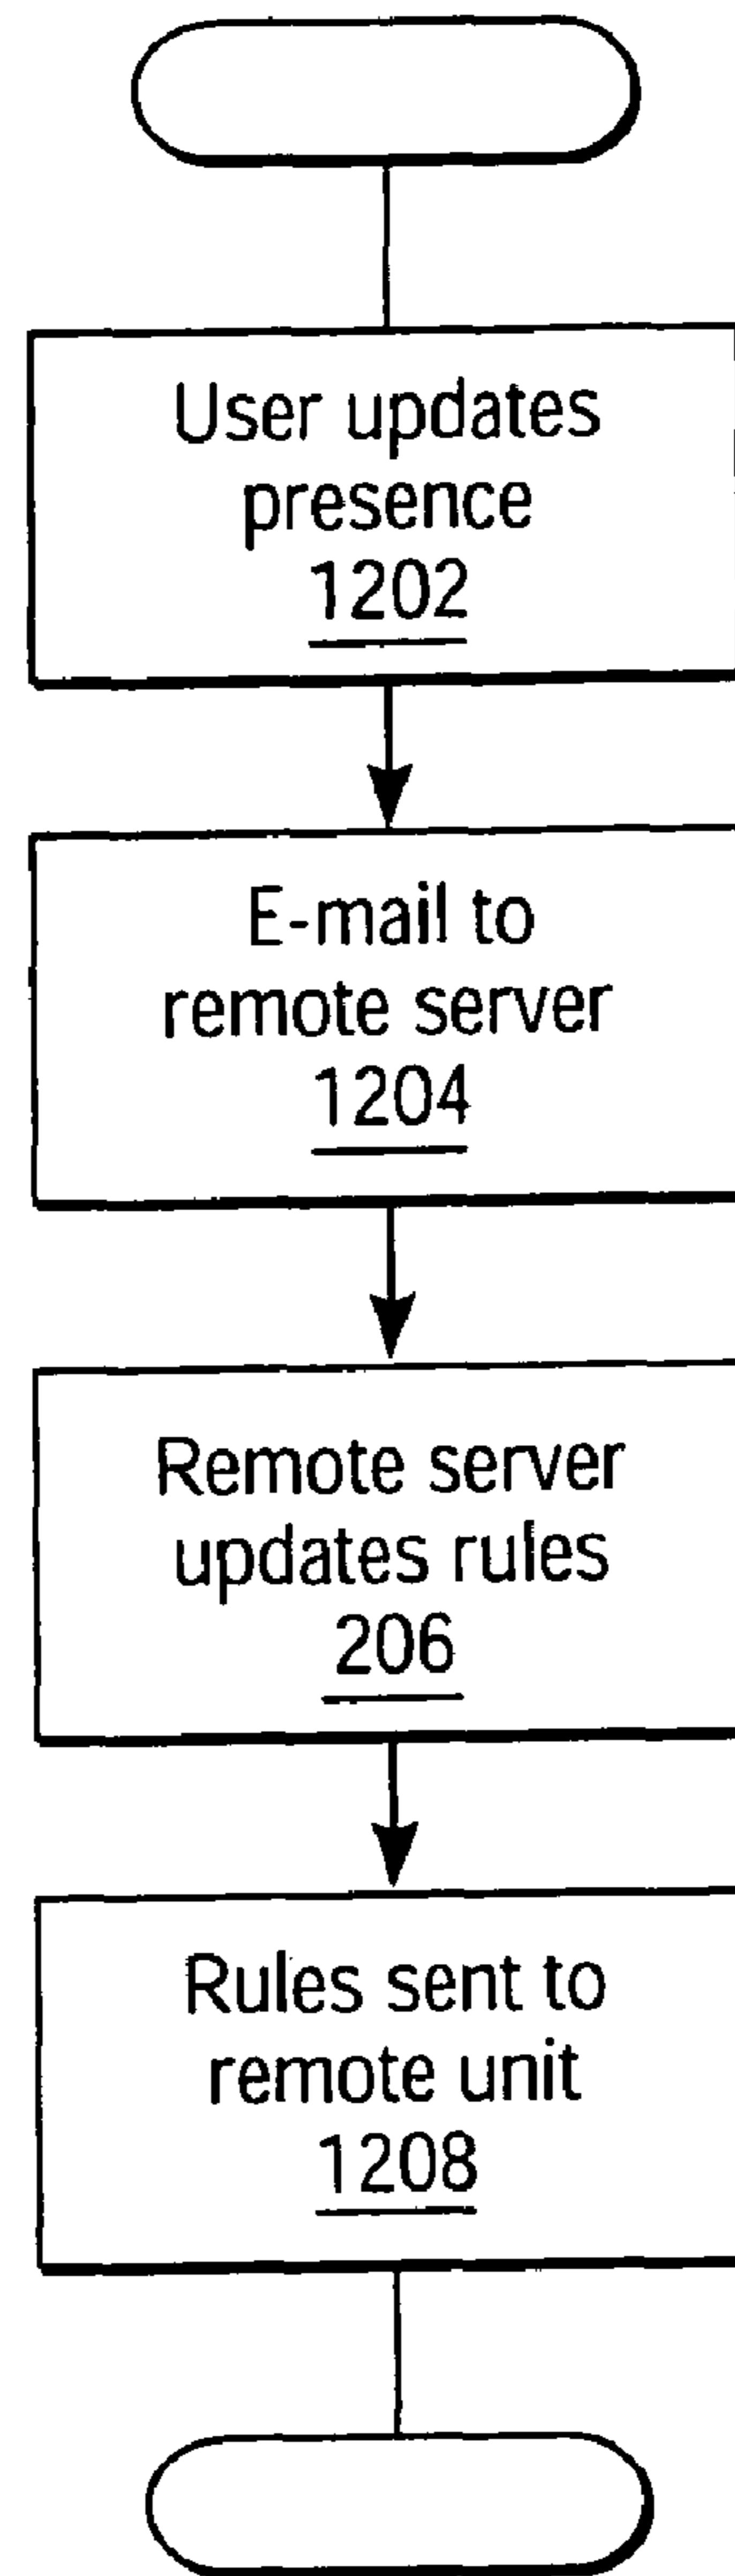 User updates
presence
1202
E-mail to
remote server
1204
Remote server
updates rules
206
Rules sent to
remote unit
1208